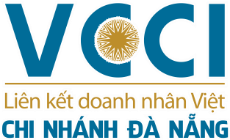 VCCI
Liên kết doanh nhân Việt
CHI NHÁNH ĐÀ NẴNG